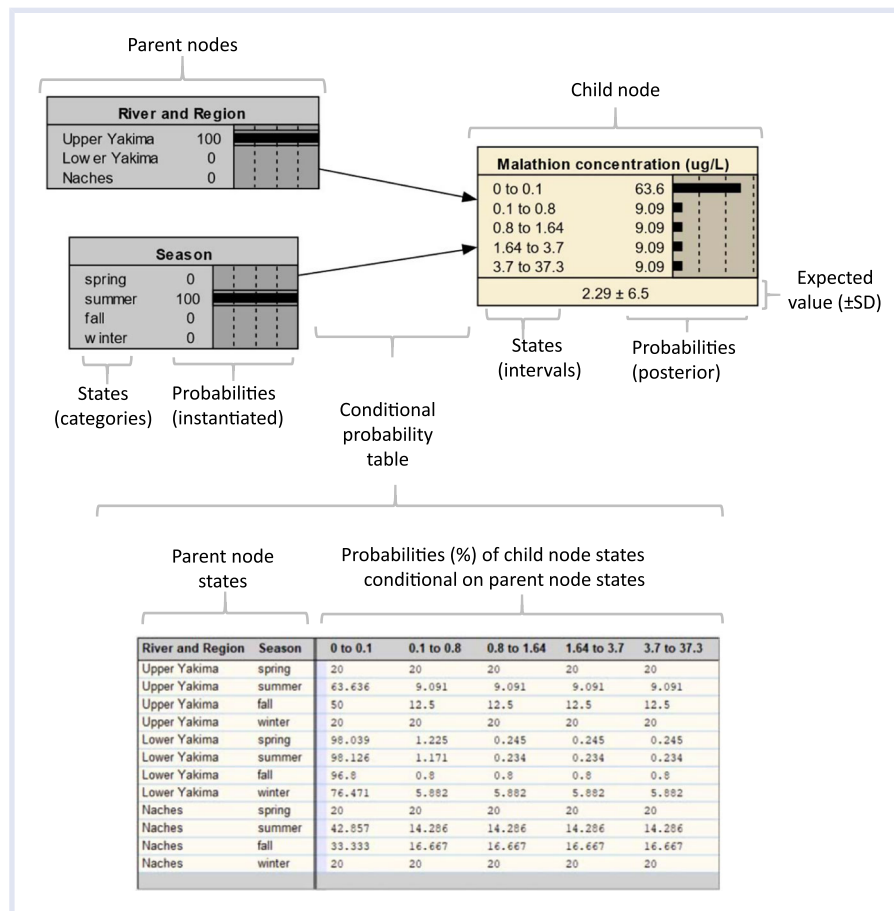 Parent nodes
River and Region
Upper Yakima 100
Lower Yakima 0
Naches 0
Season
spring 0
summer 100
fall 0
winter 0
States
(categories)
Probabilities
(instantiated)
Child node
Malathion concentration (ug/L)
0 to 0.1 63.6
0.1 to 0.8 9.09
0.8 to 1.64 9.09
1.64 to 3.7 9.09
3.7 to 37.3 9.09
2.29 ± 6.5
Expected
value (±SD)
States
(intervals)
Probabilities
(posterior)
Conditional
probability
table
Parent node
states
Probabilities (%) of child node states
conditional on parent node states
River and Region Season 0 to 0.1 0.1 to 0.8 0.8 to 1.64 1.64 to 3.7 3.7 to 37.3
Upper Yakima spring 20 20 20 20 20
Upper Yakima summer 63.636 9.091 9.091 9.091 9.091
Upper Yakima fall 50 12.5 12.5 12.5 12.5
Upper Yakima winter 20 20 20 20 20
Lower Yakima spring 98.039 1.225 0.245 0.245 0.245
Lower Yakima summer 98.126 1.171 0.234 0.234 0.234
Lower Yakima fall 96.8 0.8 0.8 0.8 0.8
Lower Yakima winter 76.471 5.882 5.882 5.882 5.882
Naches spring 20 20 20 20 20
Naches summer 42.857 14.286 14.286 14.286 14.286
Naches fall 33.333 16.667 16.667 16.667 16.667
Naches winter 20 20 20 20 20